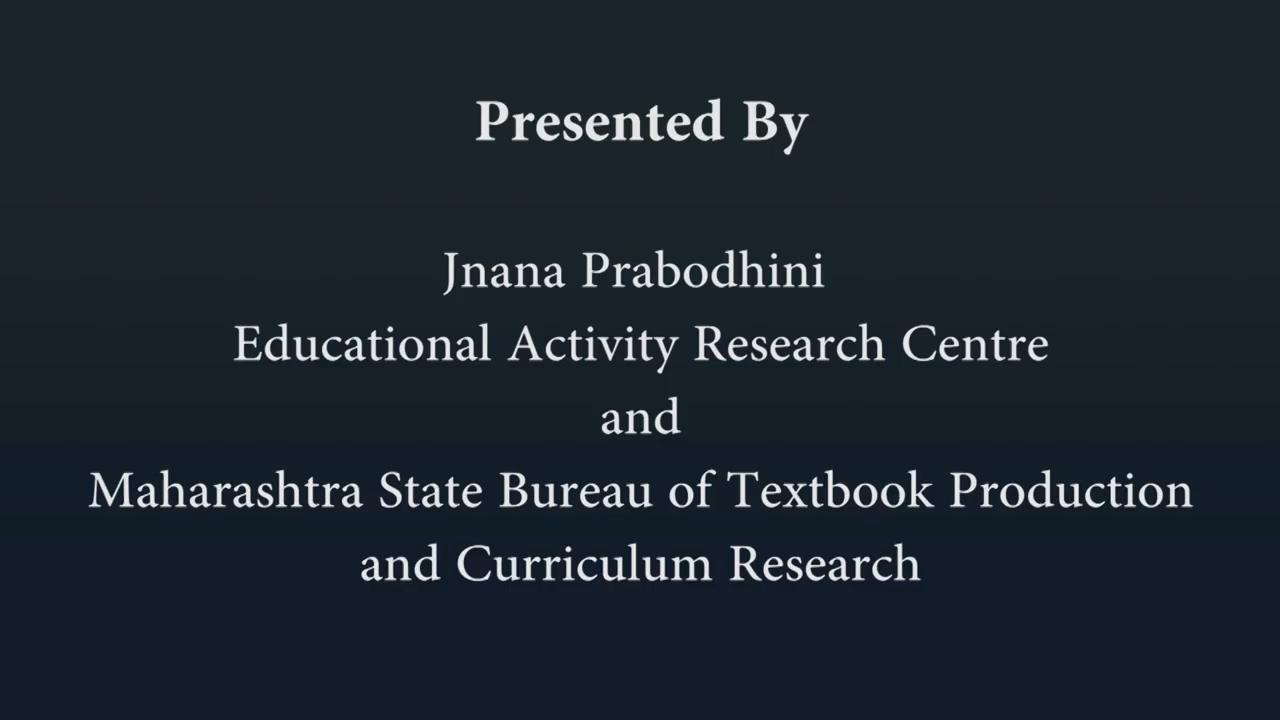 Presented By
Jnana Prabodhini
Educational Activity Research Centre
and
Maharashtra State Bureau of Textbook Production
and Curriculum Research